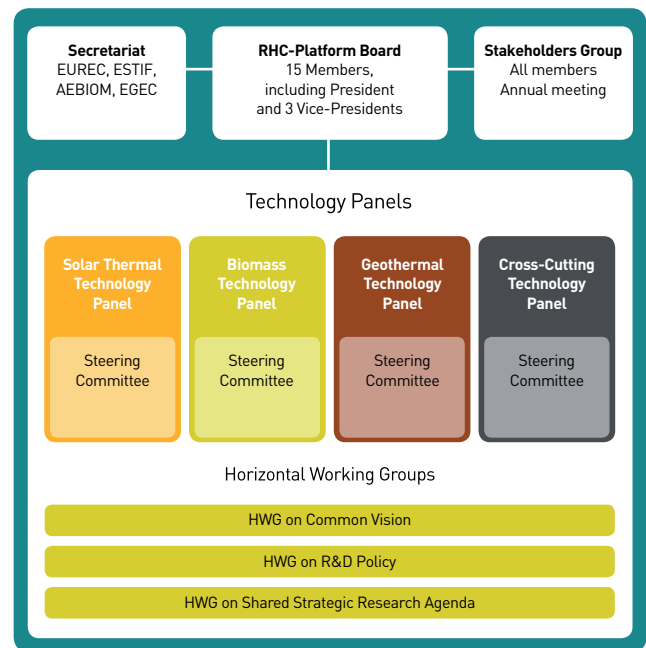 Secretariat
EUREC, ESTIF,
AEBIOM, EGEC
RHC-Platform Board
15 Members,
including President
and 3 Vice-Presidents
Stakeholders Group
All members
Annual meeting
Technology Panels
Solar Thermal
Technology
Panel
Steering
Committee
Biomass
Technology
Panel
Steering
Committee
Geothermal
Technology
Panel
Steering
Committee
Cross-Cutting
Technology
Panel
Steering
Committee
Horizontal Working Groups
HWG on Common Vision
HWG on R&D Policy
HWG on Shared Strategic Research Agenda